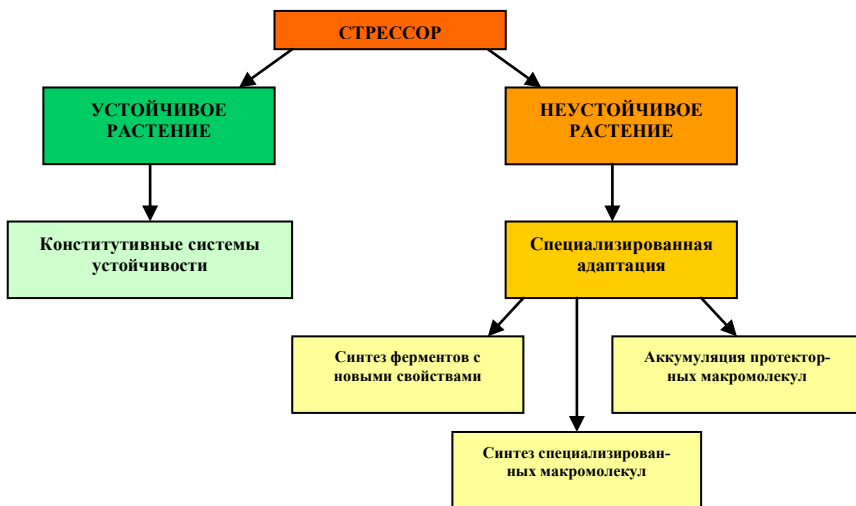 СТРЕССОР
УСТОЙЧИВОЕ
РАСТЕНИЕ
НЕУСТОЙЧИВОЕ
РАСТЕНИЕ
Конститутивные системы
устойчивости
Специализированная
адаптация
Синтез ферментов с
новыми свойствами
Аккумуляция протектор-
ных макромолекул
Синтез специализирован-
ных макромолекул